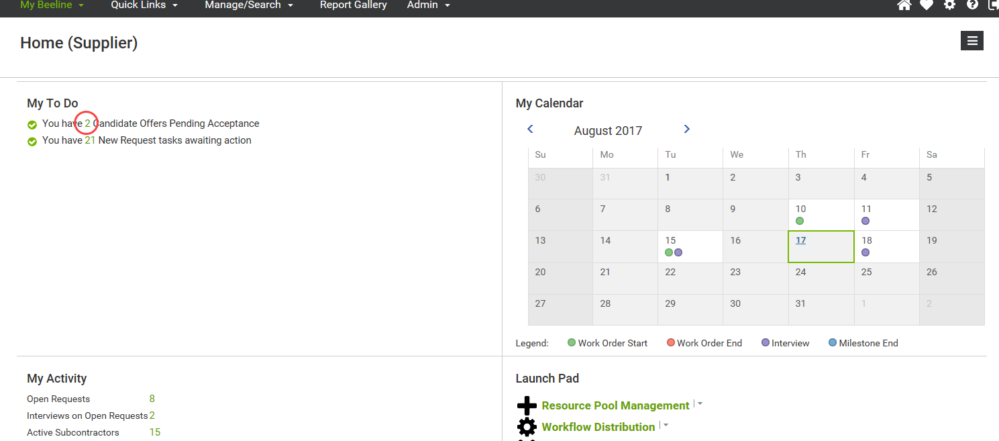 My Beeline Quick Links Manage/Search Report Gallery Admin
Home (Supplier)
My To Do
You have 2 Candidate Offers Pending Acceptance
You have 21 New Request tasks awaiting action
My Calendar
August 2017
Su Mo Tu We Th Fr Sa
30 31 1 2 3 4 5
6 7 8 9 10 11 12
13 14 15 16 17 18 19
20 21 22 23 24 25 26
27 28 29 30 31 1 2
Legend: Work Order Start Work Order End Interview Milestone End
My Activity
Open Requests 8
Interviews on Open Requests 2
Active Subcontractors 15
Launch Pad
Resource Pool Management
Workflow Distribution